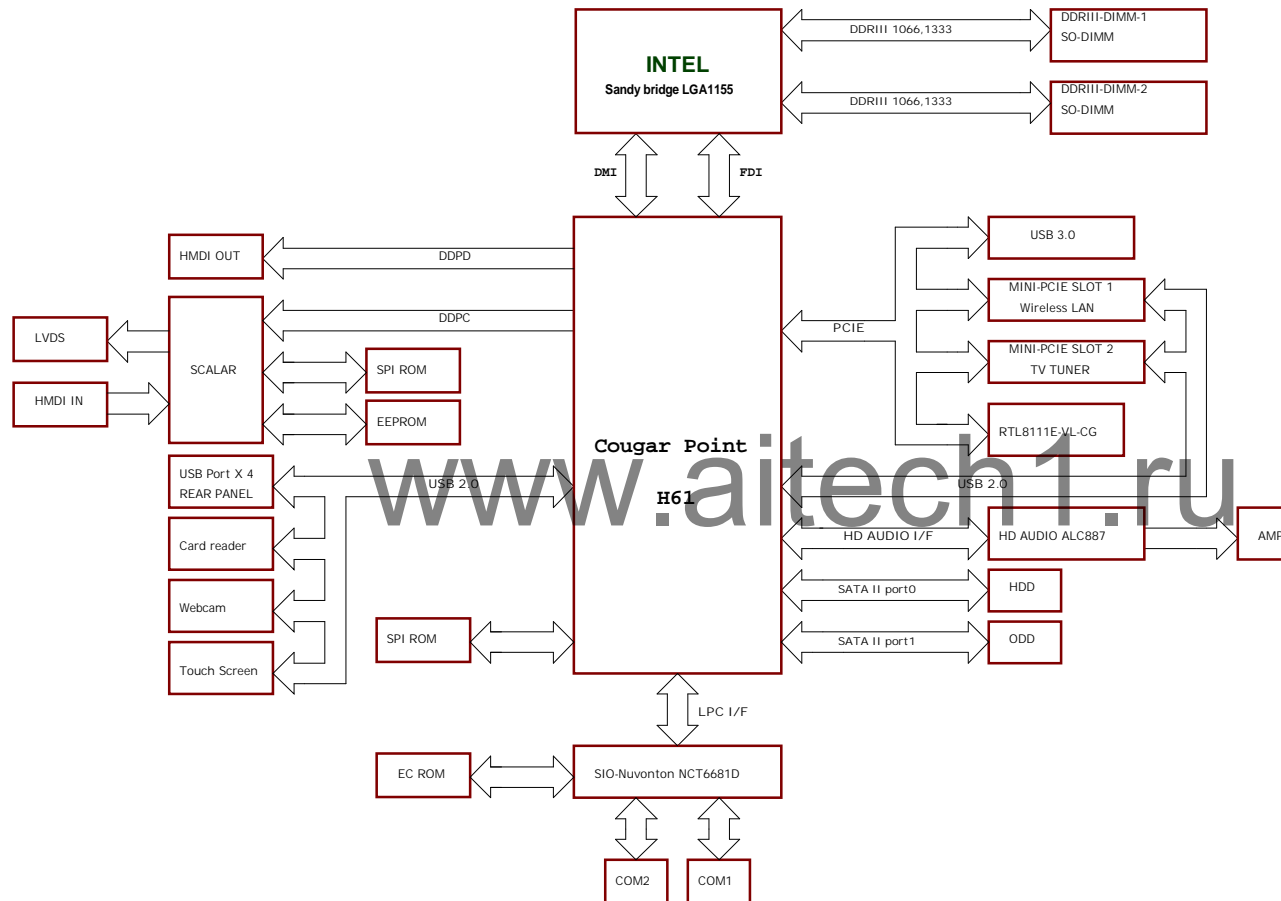 INTEL
Sandy bridge LGA1155
DDRIII 1066,1333
DDRIII-DIMM-1
SO-DIMM
DDRIII 1066,1333
DDRIII-DIMM-2
SO-DIMM
DMI
FDI
HMDI OUT
DDPD
USB 3.0
SCALAR
DDPC
LVDS
HMDI IN
SPI ROM
EEPROM
PCIE
MINI-PCIE SLOT 1
Wireless LAN
MINI-PCIE SLOT 2
TV TUNER
RTL8111E-VL-CG
Cougar Point
H61
USB Port X 4
REAR PANEL
USB 2.0
USB 2.0
www.aitech1.ru
Card reader
HD AUDIO I/F
HD AUDIO ALC887
AMP
Webcam
SATA II port0
HDD
Touch Screen
SPI ROM
SATA II port1
ODD
LPC I/F
EC ROM
SIO-Nuvonton NCT6681D
COM2
COM1